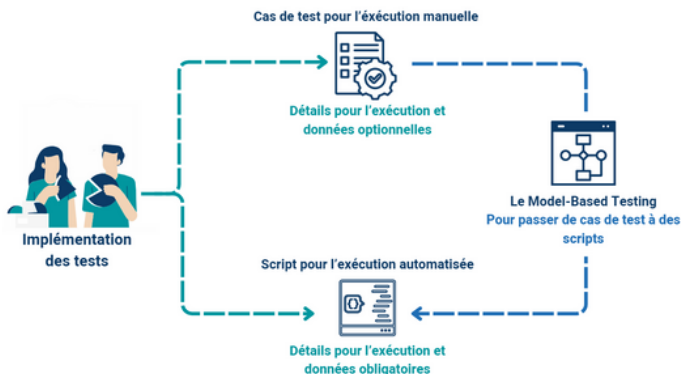 Cas de test pour l'éxécution manuelle
Détails pour l'exécution et
données optionnelles
Implémentation
des tests
Le Model-Based Testing
Pour passer de cas de test à des
scripts
Script pour l'exécution automatisée
Détails pour l'exécution et
données obligatoires